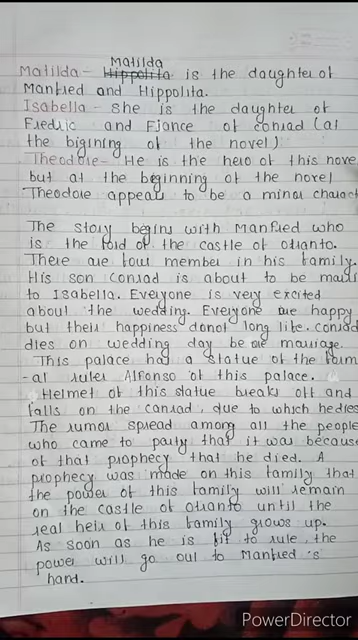 Matilda
Matilda - Hippolita is the daughter of
Manfred and Hippolita.
Isabella - she is the daughter of
Fredric and Fiance of conrad (at
the bigining of the novel)
Theodore - He is the hero of this nove
but at the beginning of the novel
Theodore appears to be a minor charact
The story begins with Manfred who
is the lord of the castle of otranto.
There are four member in his family.
His son Conrad is about to be marri
to Isabella. Everyone is very excited
about the wedding. Everyone are happy
but their happiness donot long like. conrad
dies on wedding day be marriage.
This palace had a statue of the form
-al ruler Alfonso of this palace.
Helmet of this statue breaks off and
falls on the Conrad, due to which he dies
The rumor spread among all the people
who came to party that it was because
of that prophecy that he died. A
prophecy was made on this family that
the power of this family will remain
on the castle of otranto until the
real heir of this family grows up.
As soon as he is fit to rule, the
power will go out to Manfred's
hand.
PowerDirector